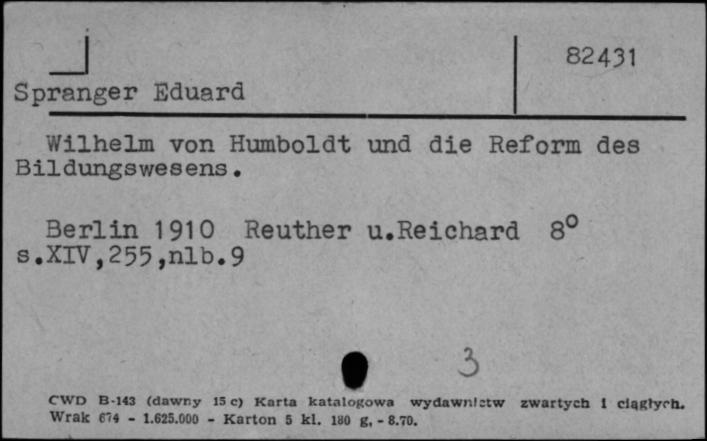 82431
Spranger Eduard
Wilhelm von Humboldt und die Reform des
Bildungswesens.
Berlin 1910 Reuther u.Reichard 8°
s.XIV,255,nlb.9
3
CWD B-143 (dawny 15 c) Karta katalogowa wydawnictw zwartych i ciągłych.
Wrak 674 - 1.625.000 - Karton 5 kl. 180 g. - 8.70.